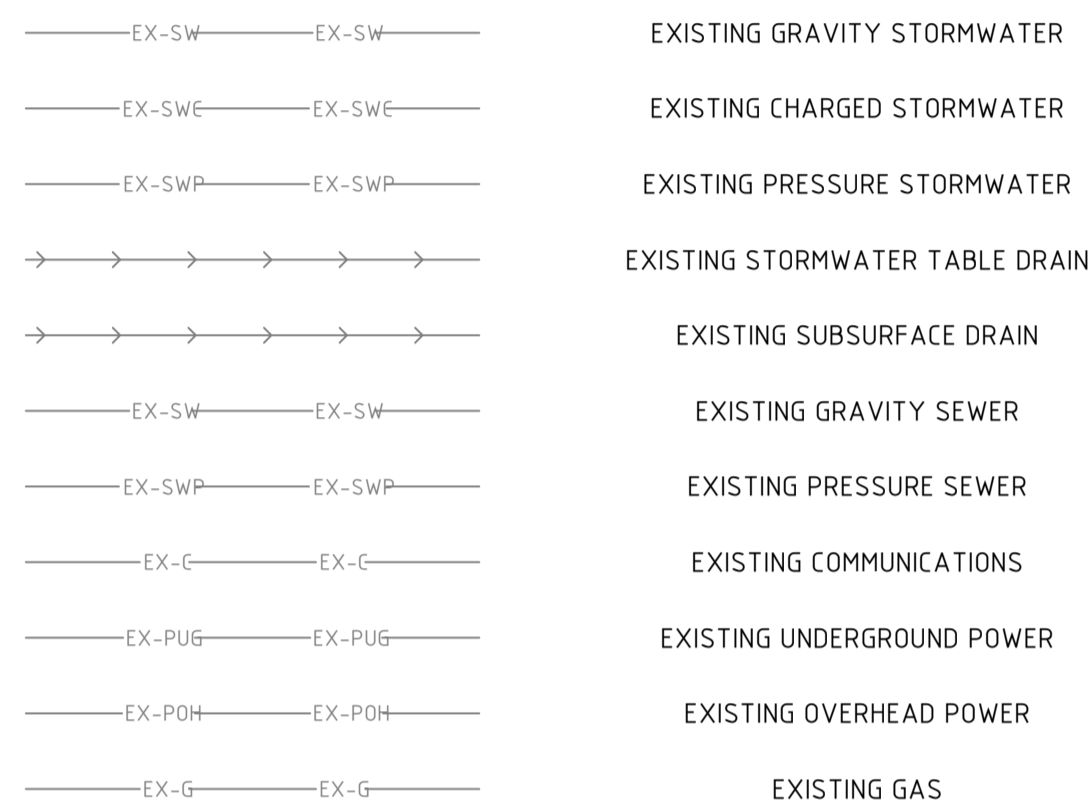 EX-SW EX-SW EXISTING GRAVITY STORMWATER
EX-SWC EX-SWC EXISTING CHARGED STORMWATER
EX-SWP EX-SWP EXISTING PRESSURE STORMWATER
EXISTING STORMWATER TABLE DRAIN
EXISTING SUBSURFACE DRAIN
EX-SW EX-SW EXISTING GRAVITY SEWER
EX-SWP EX-SWP EXISTING PRESSURE SEWER
EX-C EX-C EXISTING COMMUNICATIONS
EX-PUG EX-PUG EXISTING UNDERGROUND POWER
EX-POH EX-POH EXISTING OVERHEAD POWER
EX-G EX-G EXISTING GAS